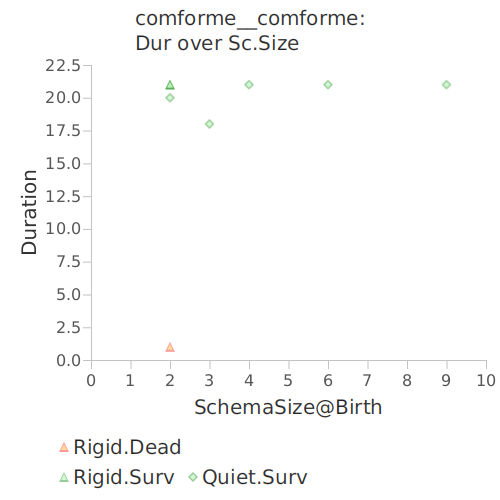 comforme__comforme:
Dur over Sc.Size
22.5
20.0
17.5
15.0
12.5
10.0
7.5
5.0
2.5
0.0
Duration
0 1 2 3 4 5 6 7 8 9 10
SchemaSize@Birth
Rigid.Dead
Rigid.Surv Quiet.Surv